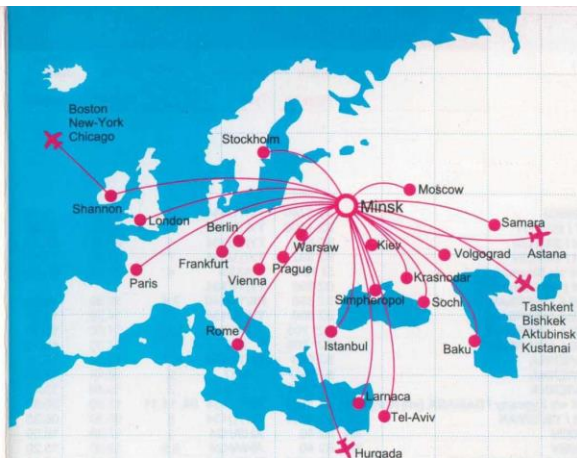 Boston
New-York
Chicago
Stockholm
Shannon
London
Moscow
Minsk
Samara
Berlin
Warsaw
Kiev
Volgograd
Astana
Frankfurt
Prague
Paris
Vienna
Krasnodar
Simpheropol
Sochi
Tashkent
Bishkek
Aktubinsk
Kustanai
Rome
Istanbul
Baku
Larnaca
Tel-Aviv
Hurgada